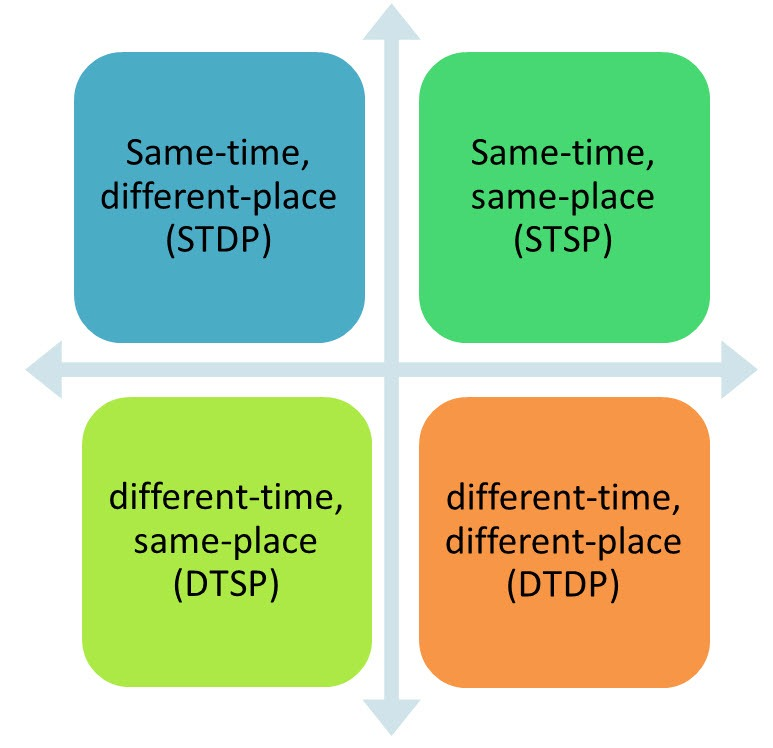 Same-time,
different-place
(STDP)
Same-time,
same-place
(STSP)
different-time,
same-place
(DTSP)
different-time,
different-place
(DTDP)